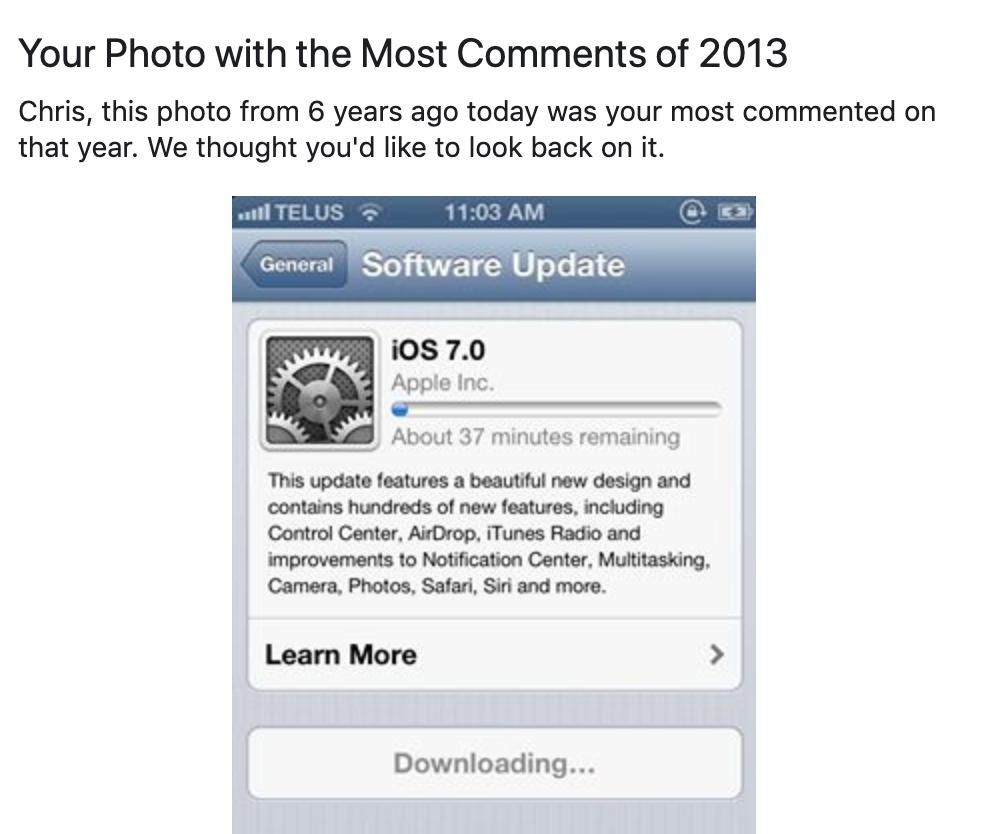 Your Photo with the Most Comments of 2013
Chris, this photo from 6 years ago today was your most commented on
that year. We thought you'd like to look back on it.
TELUS 11:03 AM
General Software Update
iOS 7.0
Apple Inc.
About 37 minutes remaining
This update features a beautiful new design and
contains hundreds of new features, including
Control Center, AirDrop, iTunes Radio and
improvements to Notification Center, Multitasking,
Camera, Photos, Safari, Siri and more.
Learn More
Downloading...